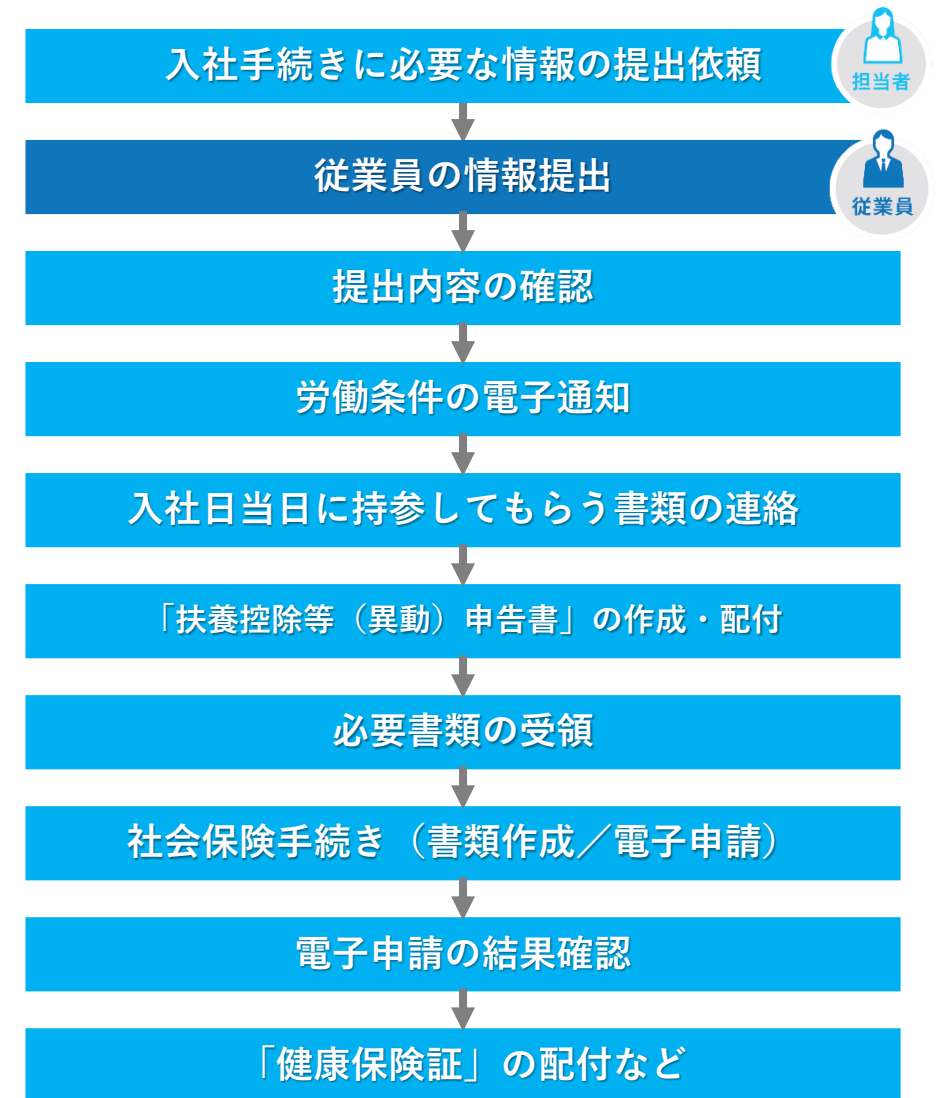 入社手続きに必要な情報の提出依頼
担当者
従業員の情報提出
従業員
提出内容の確認
労働条件の電子通知
入社日当日に持参してもらう書類の連絡
「扶養控除等（異動）申告書」の作成・配付
必要書類の受領
社会保険手続き（書類作成／電子申請）
電子申請の結果確認
「健康保険証」の配付など